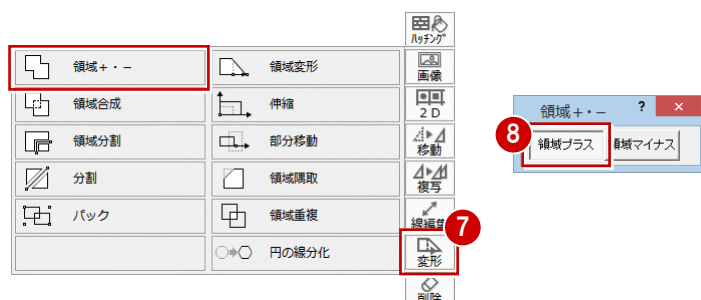 ハッチング
領域+・-
領域変形
画像
領域合成
伸縮
2D
領域分割
部分移動
移動
分割
領域隅取
複写
パック
領域重複
線編集
7
円の線分化
変形
削除
領域+・- ? ×
8
領域プラス 領域マイナス